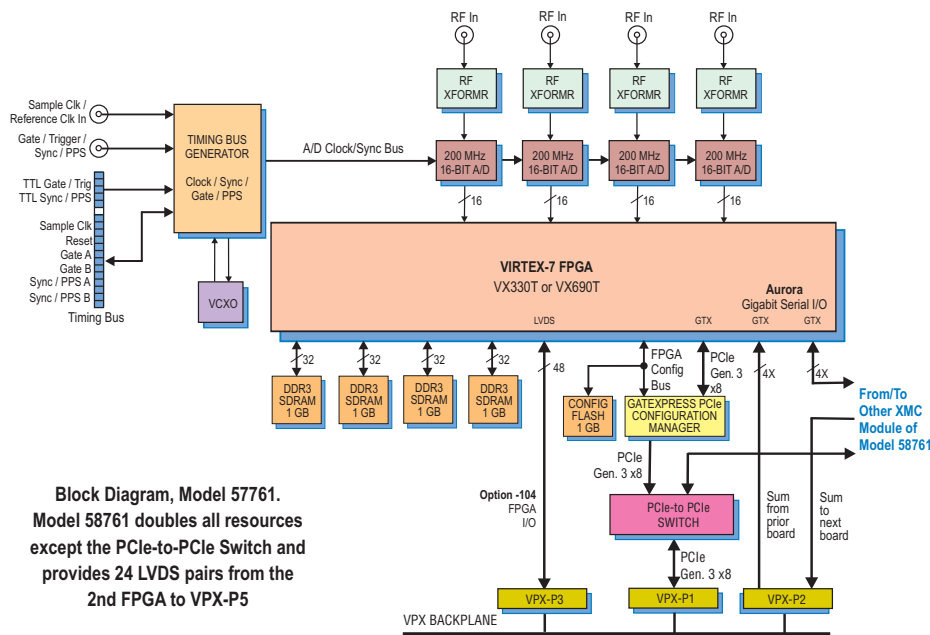 RF In
RF In
RF In
RF In
RF
XFORMR
RF
XFORMR
RF
XFORMR
RF
XFORMR
Sample Clk /
Reference Clk In
Gate / Trigger /
Sync / PPS
TTL Gate / Trig
TTL Sync / PPS
Sample Clk
Reset
Gate A
Gate B
Sync / PPS A
Sync / PPS B
Timing Bus
TIMING BUS
GENERATOR
Clock / Sync /
Gate / PPS
VCXO
A/D Clock/Sync Bus
200 MHz
16-BIT A/D
200 MHz
16-BIT A/D
200 MHz
16-BIT A/D
200 MHz
16-BIT A/D
16
16
16
16
VIRTEX-7 FPGA
VX330T or VX690T
Aurora
Gigabit Serial I/O
LVDS
GTX
GTX
GTX
32
32
32
32
48
FPGA
Config
Bus
PCIe
Gen. 3
x8
4X
4X
DDR3
SDRAM
1 GB
DDR3
SDRAM
1 GB
DDR3
SDRAM
1 GB
DDR3
SDRAM
1 GB
CONFIG
FLASH
1 GB
GATEXPRESS PCIe
CONFIGURATION
MANAGER
From/To
Other XMC
Module of
Model 58761
PCIe
Gen. 3 x8
Option -104
FPGA
I/O
PCIe-to PCIe
SWITCH
Sum
from
prior
board
Sum
to
next
board
PCIe
Gen. 3 x8
Block Diagram, Model 57761.
Model 58761 doubles all resources
except the PCIe-to-PCIe Switch and
provides 24 LVDS pairs from the
2nd FPGA to VPX-P5
VPX-P3
VPX-P1
VPX-P2
VPX BACKPLANE